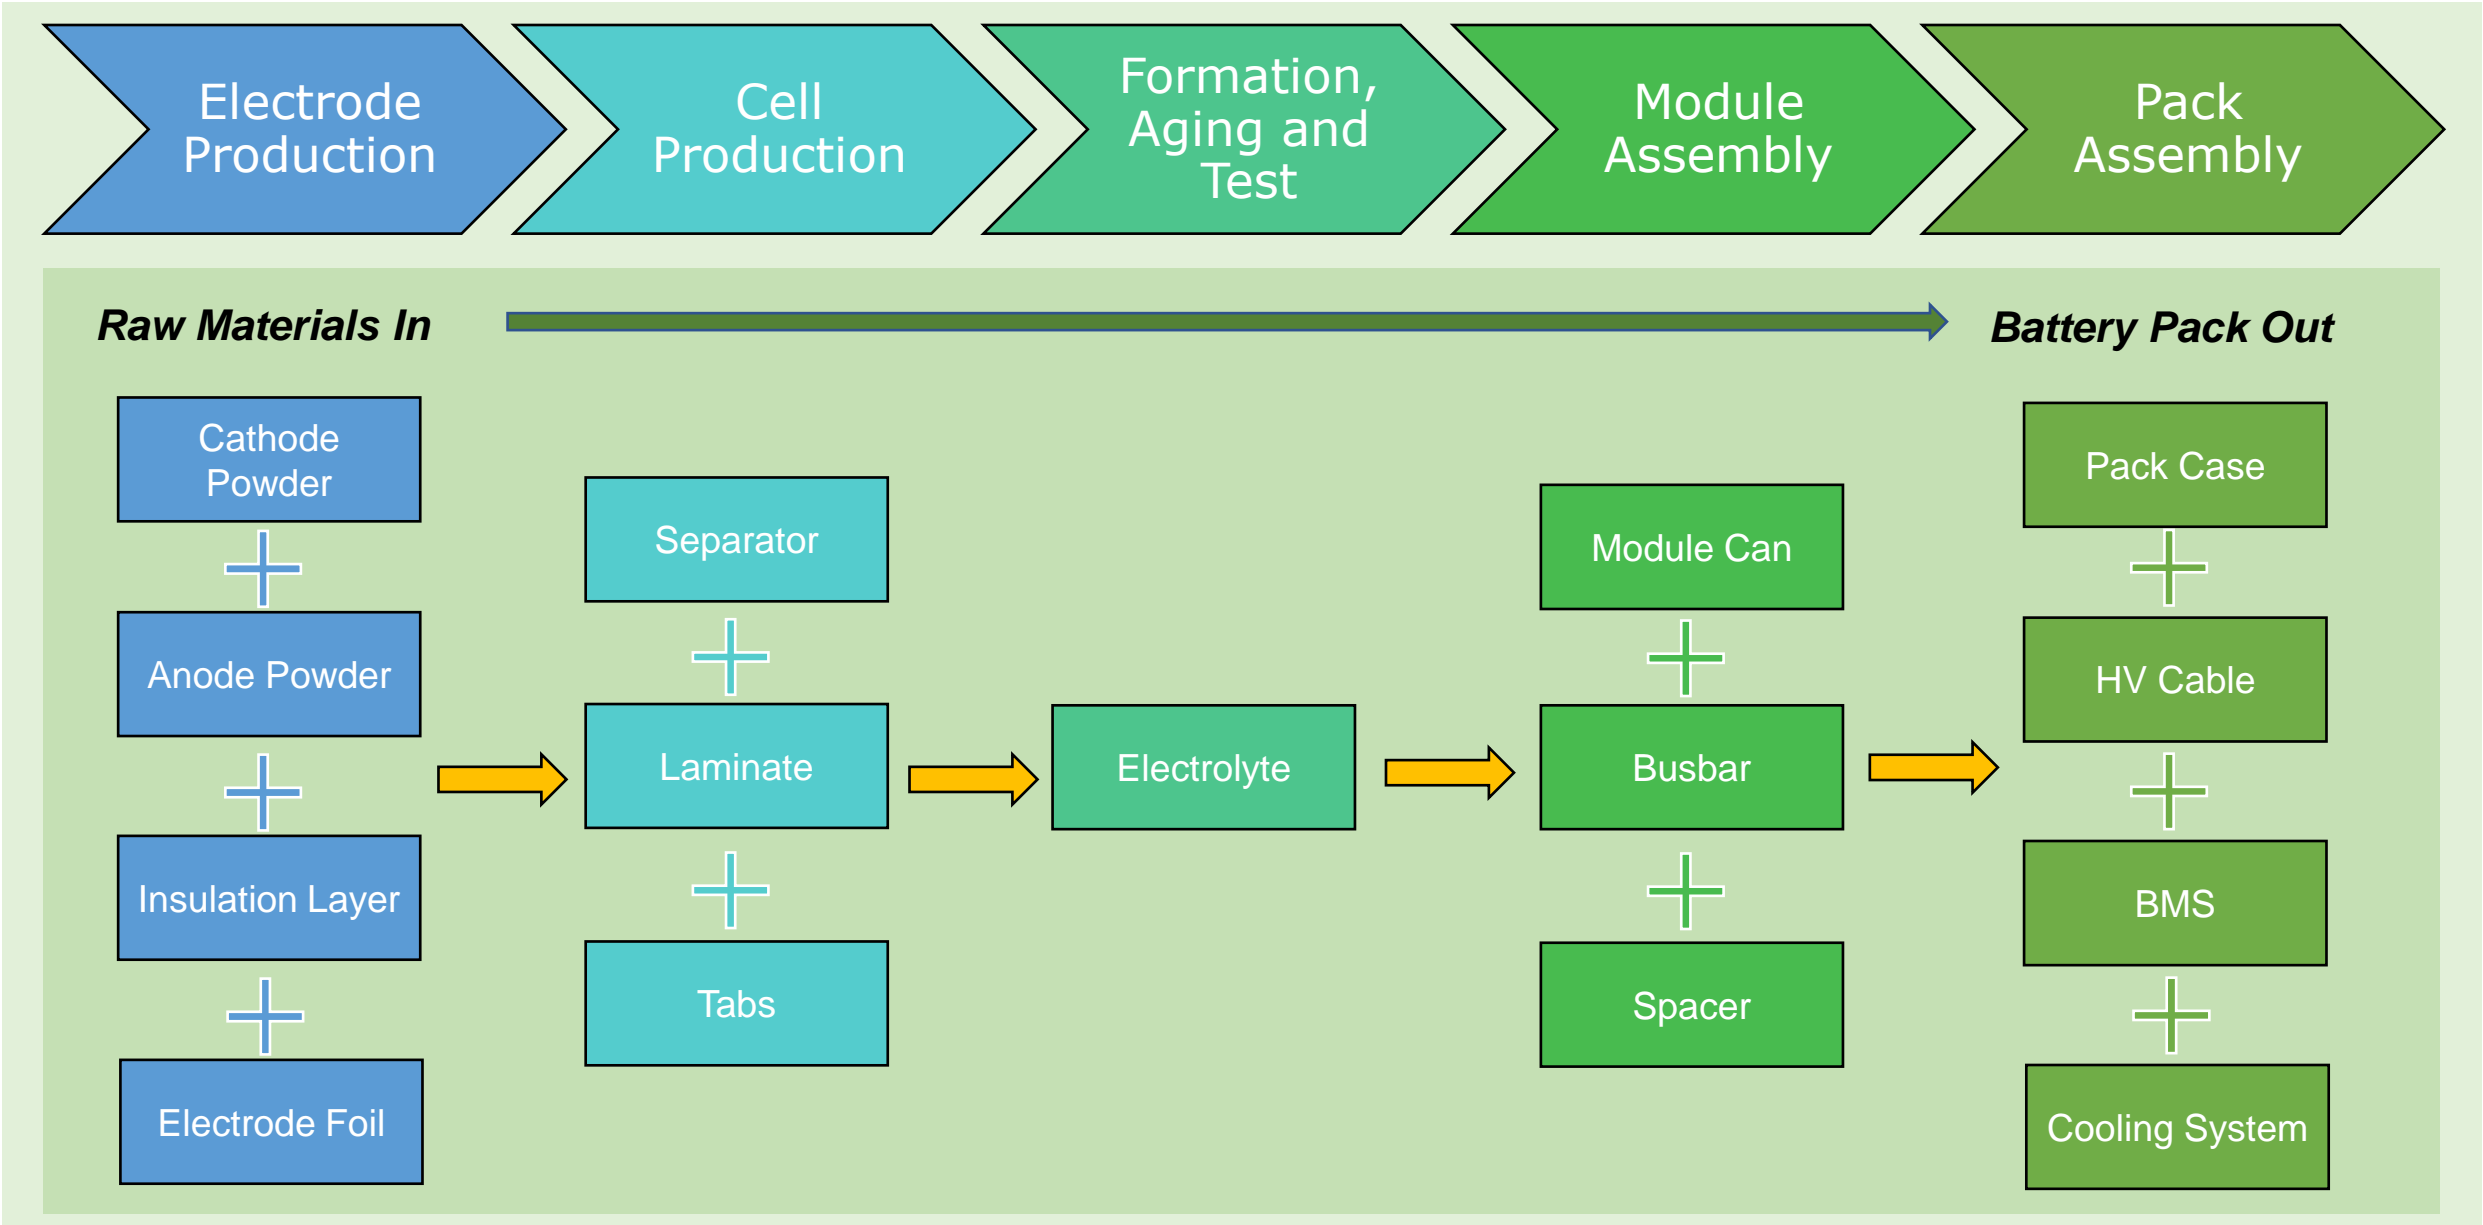 Electrode
Production
Cell
Production
Formation,
Aging and
Test
Module
Assembly
Pack
Assembly
Raw Materials In
Battery Pack Out
Cathode
Powder
Anode Powder
Insulation Layer
Electrode Foil
Separator
Laminate
Tabs
Electrolyte
Module Can
Busbar
Spacer
Pack Case
HV Cable
BMS
Cooling System